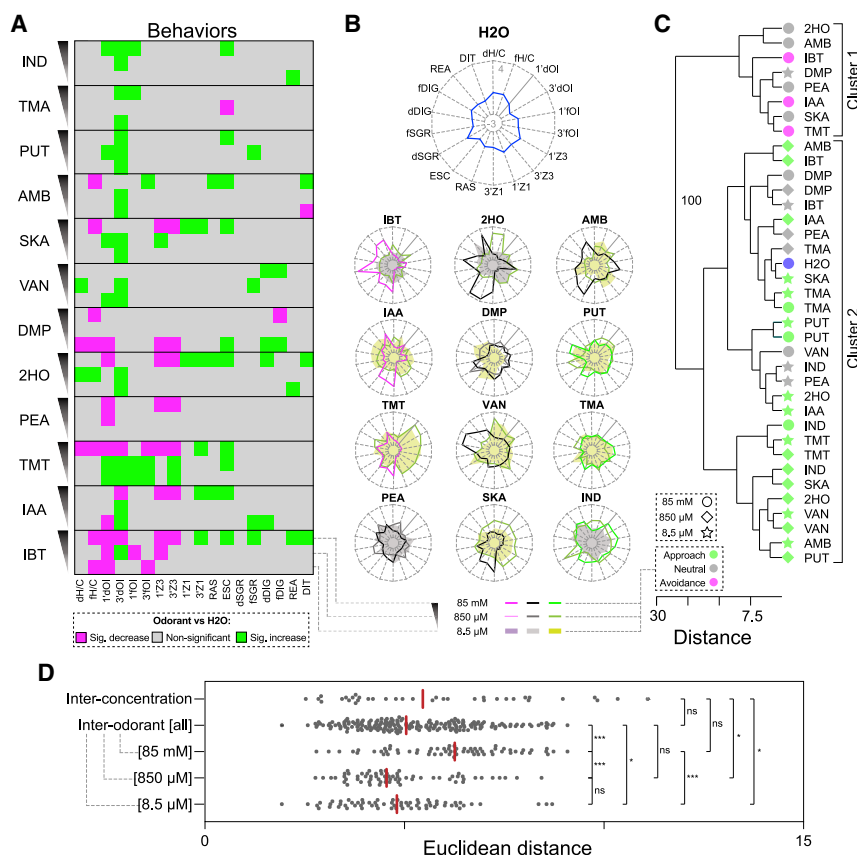 A
Behaviors
IND
TMA
PUT
AMB
SKA
VAN
DMP
2HO
PEA
TMT
IAA
IBT
dH/C
fH/C
1'dOI
3'dOI
1'fOI
3'fOI
1'Z3
3'Z3
1'Z1
3'Z1
RAS
ESC
dSGR
fSGR
dDIG
fDIG
REA
DIT
Odorant vs H2O:
Sig. decrease
Non-significant
Sig. increase
B
H2O
dH/C
fH/C
1'dOI
3'dOI
1'fOI
3'fOI
1'Z3
3'Z3
1'Z1
3'Z1
RAS
ESC
dSGR
fSGR
dDIG
fDIG
REA
DIT
4
-3
IBT
2HO
AMB
IAA
DMP
PUT
TMT
VAN
TMA
PEA
SKA
IND
85 mM
850 µM
8.5 µM
C
2HO
AMB
IBT
DMP
PEA
IAA
SKA
TMT
AMB
IBT
DMP
DMP
IBT
IAA
PEA
TMA
H2O
SKA
TMA
TMA
PUT
PUT
VAN
IND
PEA
2HO
IAA
IND
TMT
TMT
IND
SKA
2HO
VAN
VAN
AMB
PUT
Cluster 1
Cluster 2
100
85 mM
850 µM
8.5 µM
Approach
Neutral
Avoidance
30
7.5
Distance
D
Inter-concentration
Inter-odorant [all]
[85 mM]
[850 µM]
[8.5 µM]
***
***
ns
*
ns
ns
***
ns
*
*
0
15
Euclidean distance